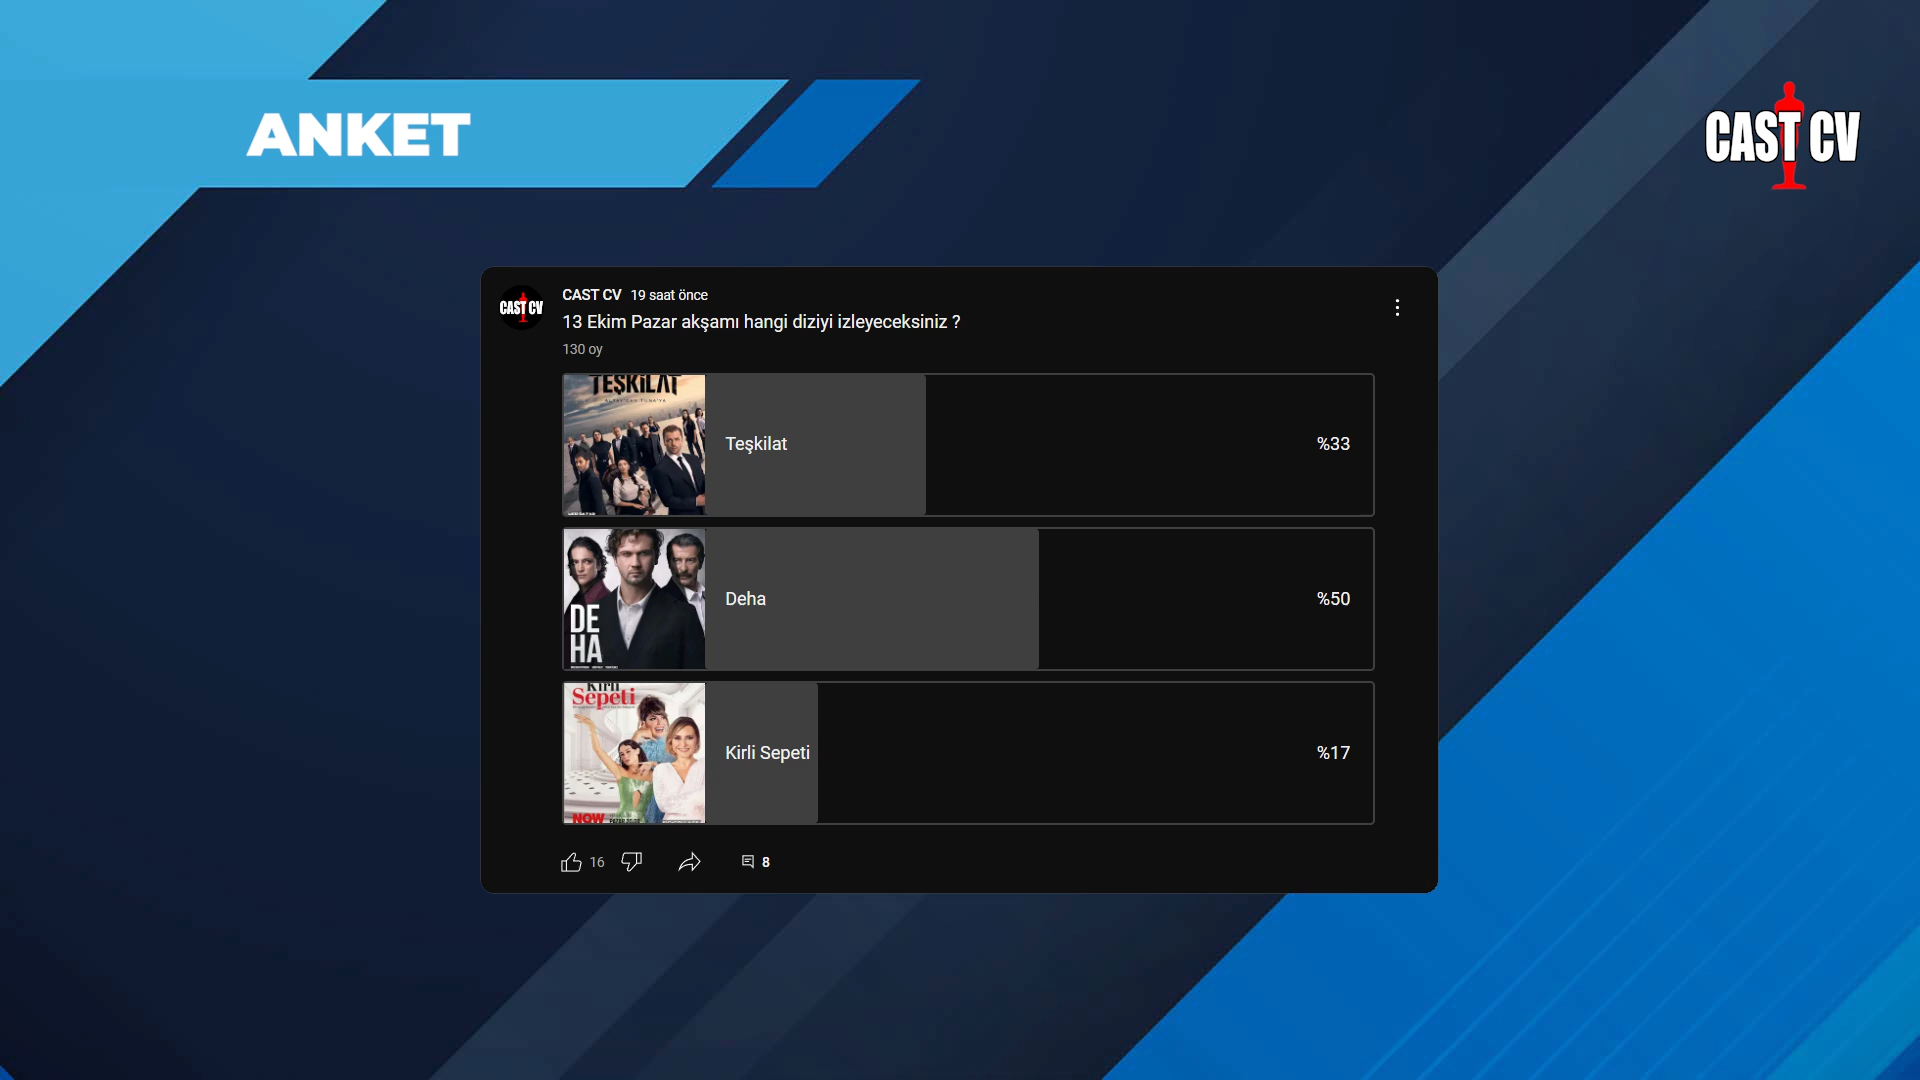 ANKET
CAST CV
CAST CV
CAST CV 19 saat önce
13 Ekim Pazar akşamı hangi diziyi izleyeceksiniz ?
130 oy
TEŞKİLAT
Teşkilat
%33
DE
HA
Deha
%50
Kirli
Sepeti
NOW
Kirli Sepeti
%17
16
8